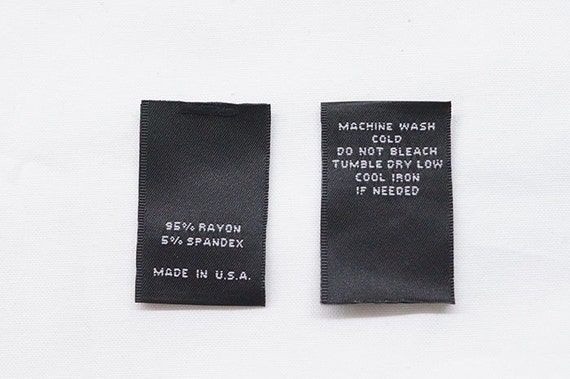 95% RAYON
5% SPANDEX
MADE IN U.S.A.
MACHINE WASH
COLD
DO NOT BLEACH
TUMBLE DRY LOW
COOL IRON
IF NEEDED